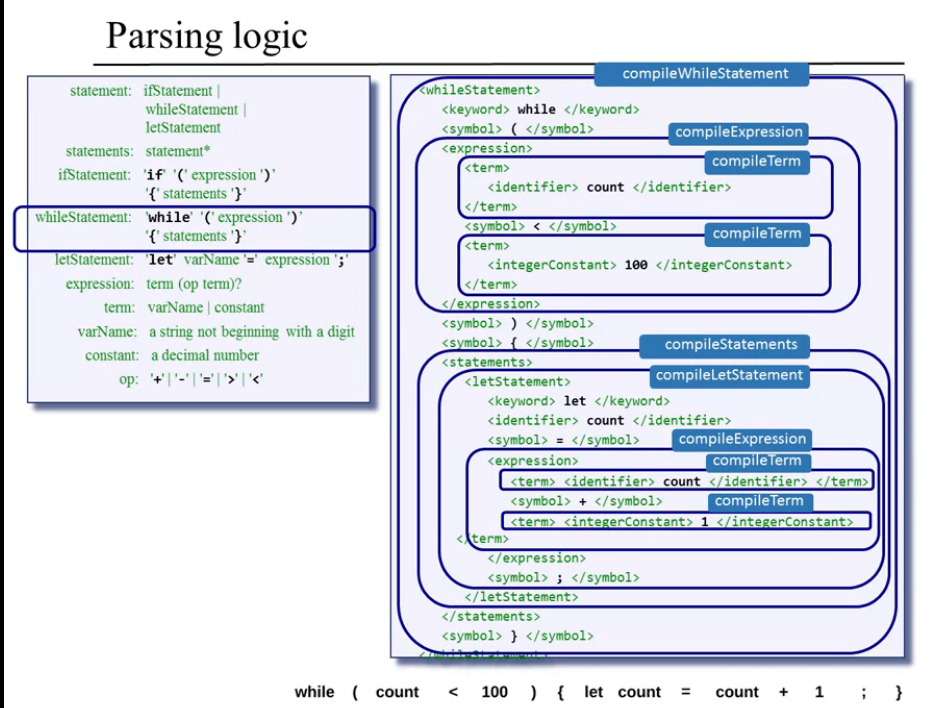 Parsing logic
statement: ifStatement |
whileStatement |
letStatement
statements: statement*
ifStatement: 'if' '(' expression ')'
'{' statements '}'
whileStatement: 'while' '(' expression ')'
'{' statements '}'
letStatement: 'let' varName '=' expression ';'
expression: term (op term)?
term: varName | constant
varName: a string not beginning with a digit
constant: a decimal number
op: '+' | '-' | '=' | '>' | '<'
compileWhileStatement
<whileStatement>
<keyword> while </keyword>
<symbol> ( </symbol>
compileExpression
<expression>
compileTerm
<term>
<identifier> count </identifier>
</term>
<symbol> < </symbol>
compileTerm
<term>
<integerConstant> 100 </integerConstant>
</term>
</expression>
<symbol> ) </symbol>
<symbol> { </symbol>
compileStatements
<statements>
compileLetStatement
<letStatement>
<keyword> let </keyword>
<identifier> count </identifier>
<symbol> = </symbol>
compileExpression
<expression>
compileTerm
<term> <identifier> count </identifier> </term>
<symbol> + </symbol>
compileTerm
<term> <integerConstant> 1 </integerConstant>
</term>
</expression>
<symbol> ; </symbol>
</letStatement>
</statements>
<symbol> } </symbol>
</whileStatement>
while ( count < 100 ) { let count = count + 1 ; }